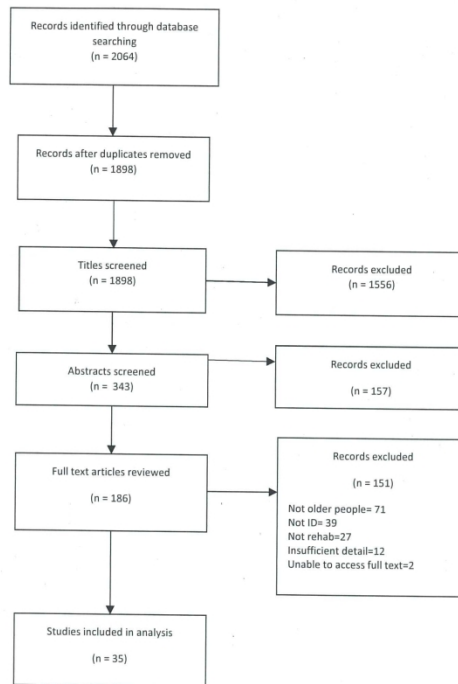 Records identified through database
searching
(n = 2064)
Records after duplicates removed
(n = 1898)
Titles screened
(n = 1898)
Records excluded
(n = 1556)
Abstracts screened
(n = 343)
Records excluded
(n = 157)
Full text articles reviewed
(n = 186)
Records excluded
(n = 151)
Not older people= 71
Not ID= 39
Not rehab=27
Insufficient detail=12
Unable to access full text=2
Studies included in analysis
(n = 35)